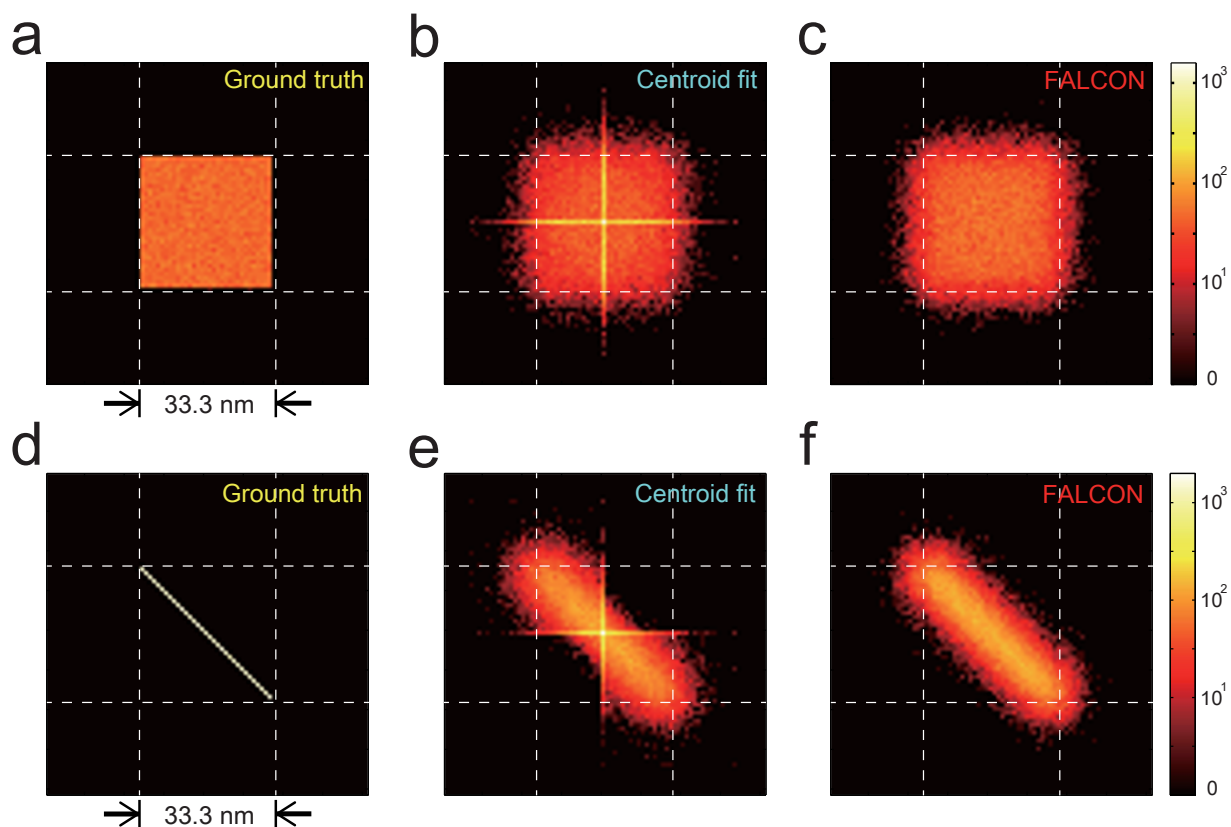 a
b
c
Ground truth
Centroid fit
FALCON
10³
10²
10¹
0
33.3 nm
d
e
f
Ground truth
Centroid fit
FALCON
10³
10²
10¹
0
33.3 nm